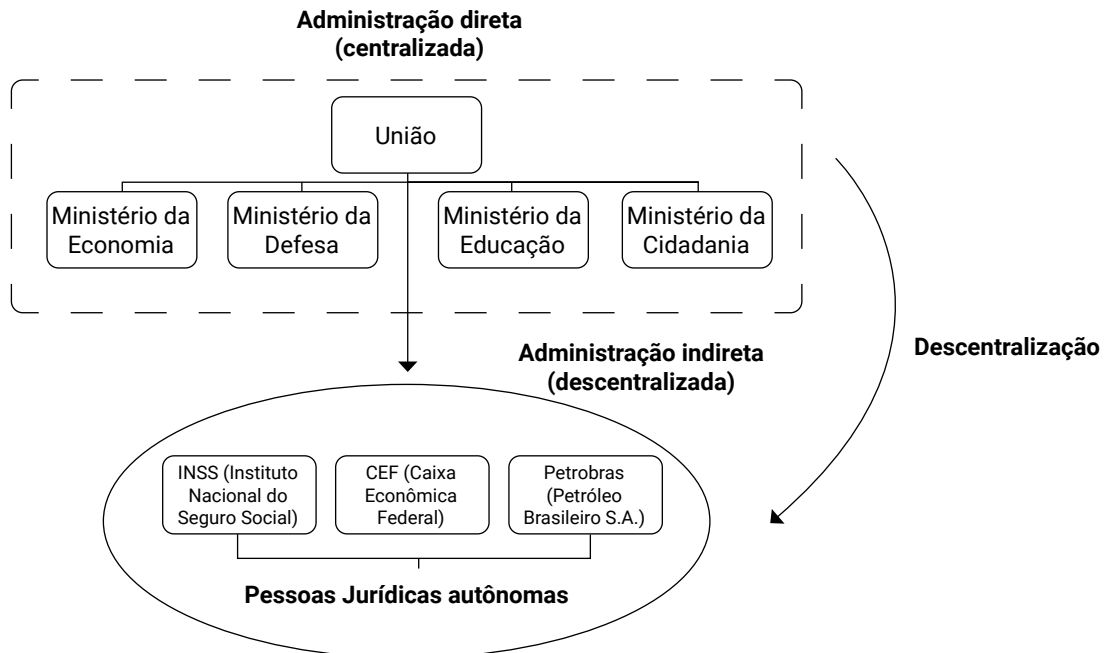 Administração direta
(centralizada)
União
Ministério da
Economia
Ministério da
Defesa
Ministério da
Educação
Ministério da
Cidadania
Descentralização
Administração indireta
(descentralizada)
INSS (Instituto
Nacional do
Seguro Social)
CEF (Caixa
Econômica
Federal)
Petrobras
(Petróleo
Brasileiro S.A.)
Pessoas Jurídicas autônomas